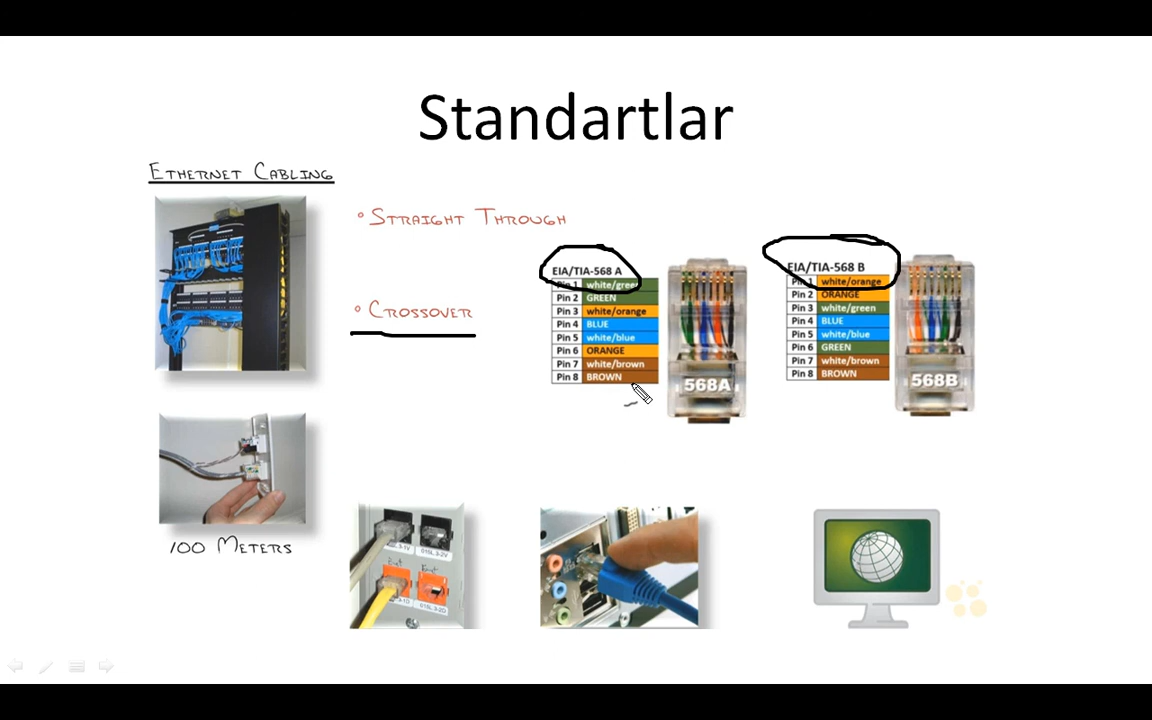 Standartlar
ETHERNET CABLING
° STRAIGHT THROUGH
° CROSSOVER
100 METERS
EIA/TIA-568 A
Pin 1 white/green
Pin 2 GREEN
Pin 3 white/orange
Pin 4 BLUE
Pin 5 white/blue
Pin 6 ORANGE
Pin 7 white/brown
Pin 8 BROWN
568A
EIA/TIA-568 B
Pin 1 white/orange
Pin 2 ORANGE
Pin 3 white/green
Pin 4 BLUE
Pin 5 white/blue
Pin 6 GREEN
Pin 7 white/brown
Pin 8 BROWN
568B